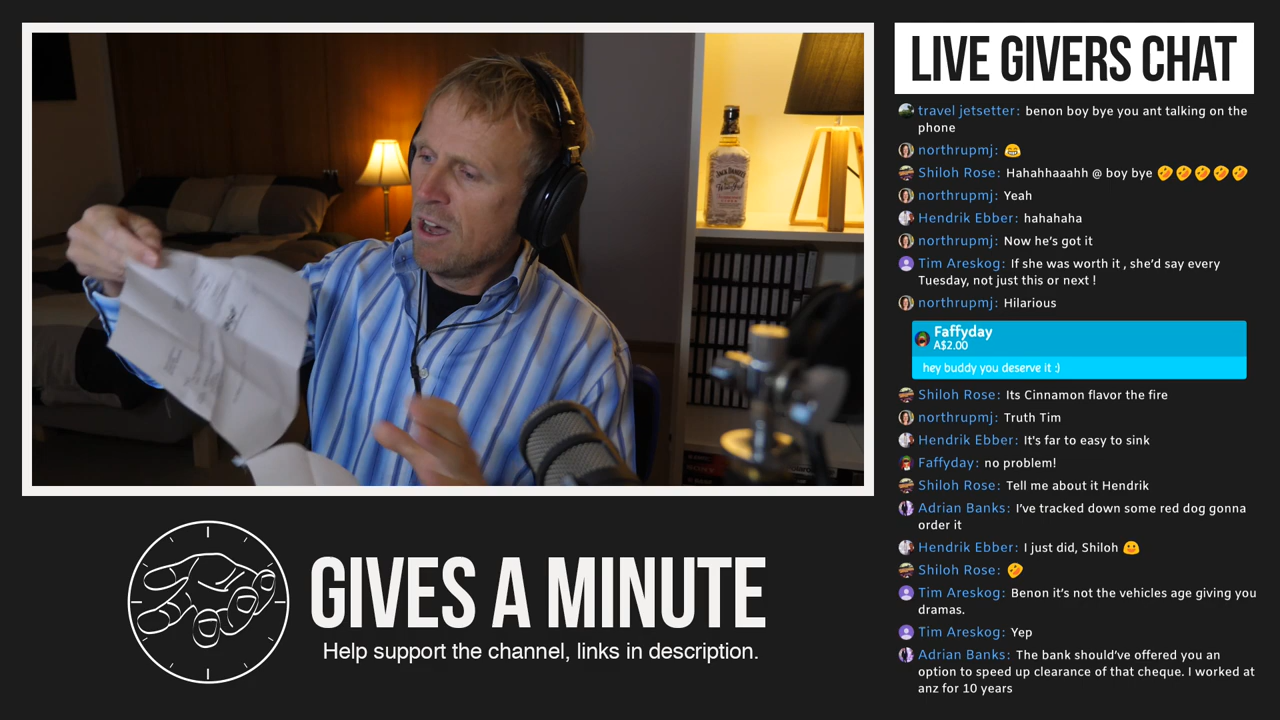 LIVE GIVERS CHAT
travel jetsetter: benon boy bye you ant talking on the
phone
northrupmj: 😂
Shiloh Rose: Hahahhaaahh @ boy bye 🤣🤣🤣🤣🤣
northrupmj: Yeah
Hendrik Ebber: hahahaha
northrupmj: Now he's got it
Tim Areskog: If she was worth it , she'd say every
Tuesday, not just this or next !
northrupmj: Hilarious
Faffyday
A$2.00
hey buddy you deserve it :)
Shiloh Rose: Its Cinnamon flavor the fire
northrupmj: Truth Tim
Hendrik Ebber: It's far to easy to sink
Faffyday: no problem!
Shiloh Rose: Tell me about it Hendrik
Adrian Banks: I've tracked down some red dog gonna
order it
Hendrik Ebber: I just did, Shiloh 🙂
Shiloh Rose: 🤣
Tim Areskog: Benon it's not the vehicles age giving you
dramas.
Tim Areskog: Yep
Adrian Banks: The bank should've offered you an
option to speed up clearance of that cheque. I worked at
anz for 10 years
JACK DANIEL'S
GIVES A MINUTE
Help support the channel, links in description.